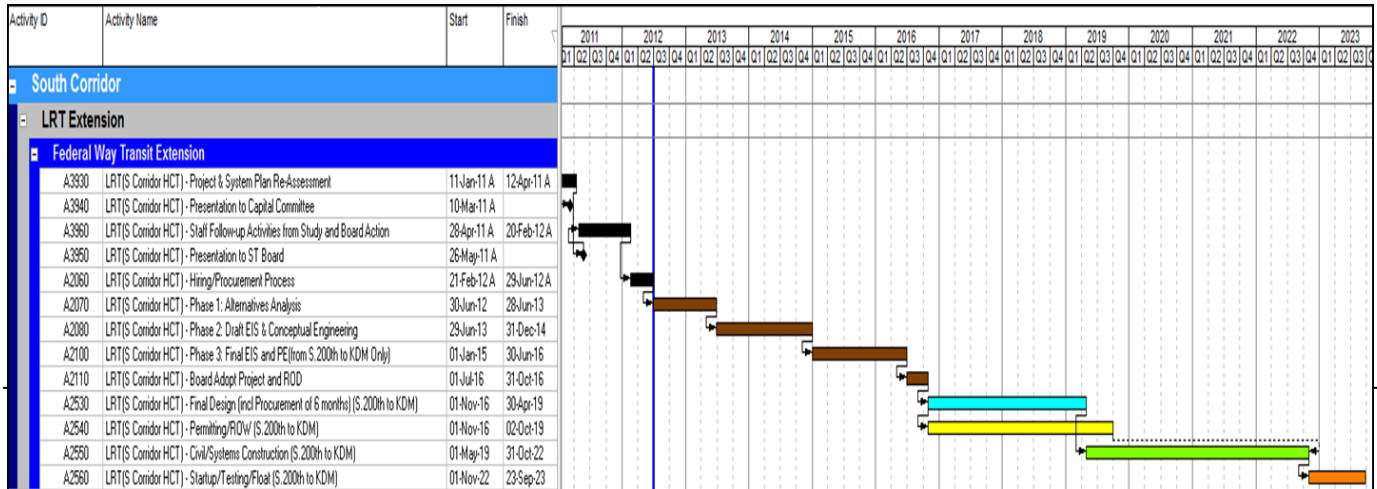 Activity ID Activity Name Start Finish
2011 2012 2013 2014 2015 2016 2017 2018 2019 2020 2021 2022 2023
Q1 Q2 Q3 Q4 Q1 Q2 Q3 Q4 Q1 Q2 Q3 Q4 Q1 Q2 Q3 Q4 Q1 Q2 Q3 Q4 Q1 Q2 Q3 Q4 Q1 Q2 Q3 Q4 Q1 Q2 Q3 Q4 Q1 Q2 Q3 Q4 Q1 Q2 Q3 Q4 Q1 Q2 Q3 Q4 Q1 Q2 Q3 Q4 Q1 Q2 Q3
South Corridor
LRT Extension
Federal Way Transit Extension
A3930 LRT(S Corridor HCT) - Project & System Plan Re-Assessment 11-Jan-11 A 12-Apr-11 A
A3940 LRT(S Corridor HCT) - Presentation to Capital Committee 10-Mar-11 A
A3960 LRT(S Corridor HCT) - Staff Follow-up Activities from Study and Board Action 28-Apr-11 A 20-Feb-12 A
A3950 LRT(S Corridor HCT) - Presentation to ST Board 26-May-11 A
A2060 LRT(S Corridor HCT) - Hiring/Procurement Process 21-Feb-12 A 29-Jun-12 A
A2070 LRT(S Corridor HCT) - Phase 1: Alternatives Analysis 30-Jun-12 28-Jun-13
A2080 LRT(S Corridor HCT) - Phase 2: Draft EIS & Conceptual Engineering 29-Jun-13 31-Dec-14
A2100 LRT(S Corridor HCT) - Phase 3: Final EIS and PE(from S.200th to KDM Only) 01-Jan-15 30-Jun-16
A2110 LRT(S Corridor HCT) - Board Adopt Project and ROD 01-Jul-16 31-Oct-16
A2530 LRT(S Corridor HCT) - Final Design (incl Procurement of 6 months) (S.200th to KDM) 01-Nov-16 30-Apr-19
A2540 LRT(S Corridor HCT) - Permitting/ROW (S.200th to KDM) 01-Nov-16 02-Oct-19
A2550 LRT(S Corridor HCT) - Civil/Systems Construction (S.200th to KDM) 01-May-19 31-Oct-22
A2560 LRT(S Corridor HCT) - Startup/Testing/Float (S.200th to KDM) 01-Nov-22 23-Sep-23